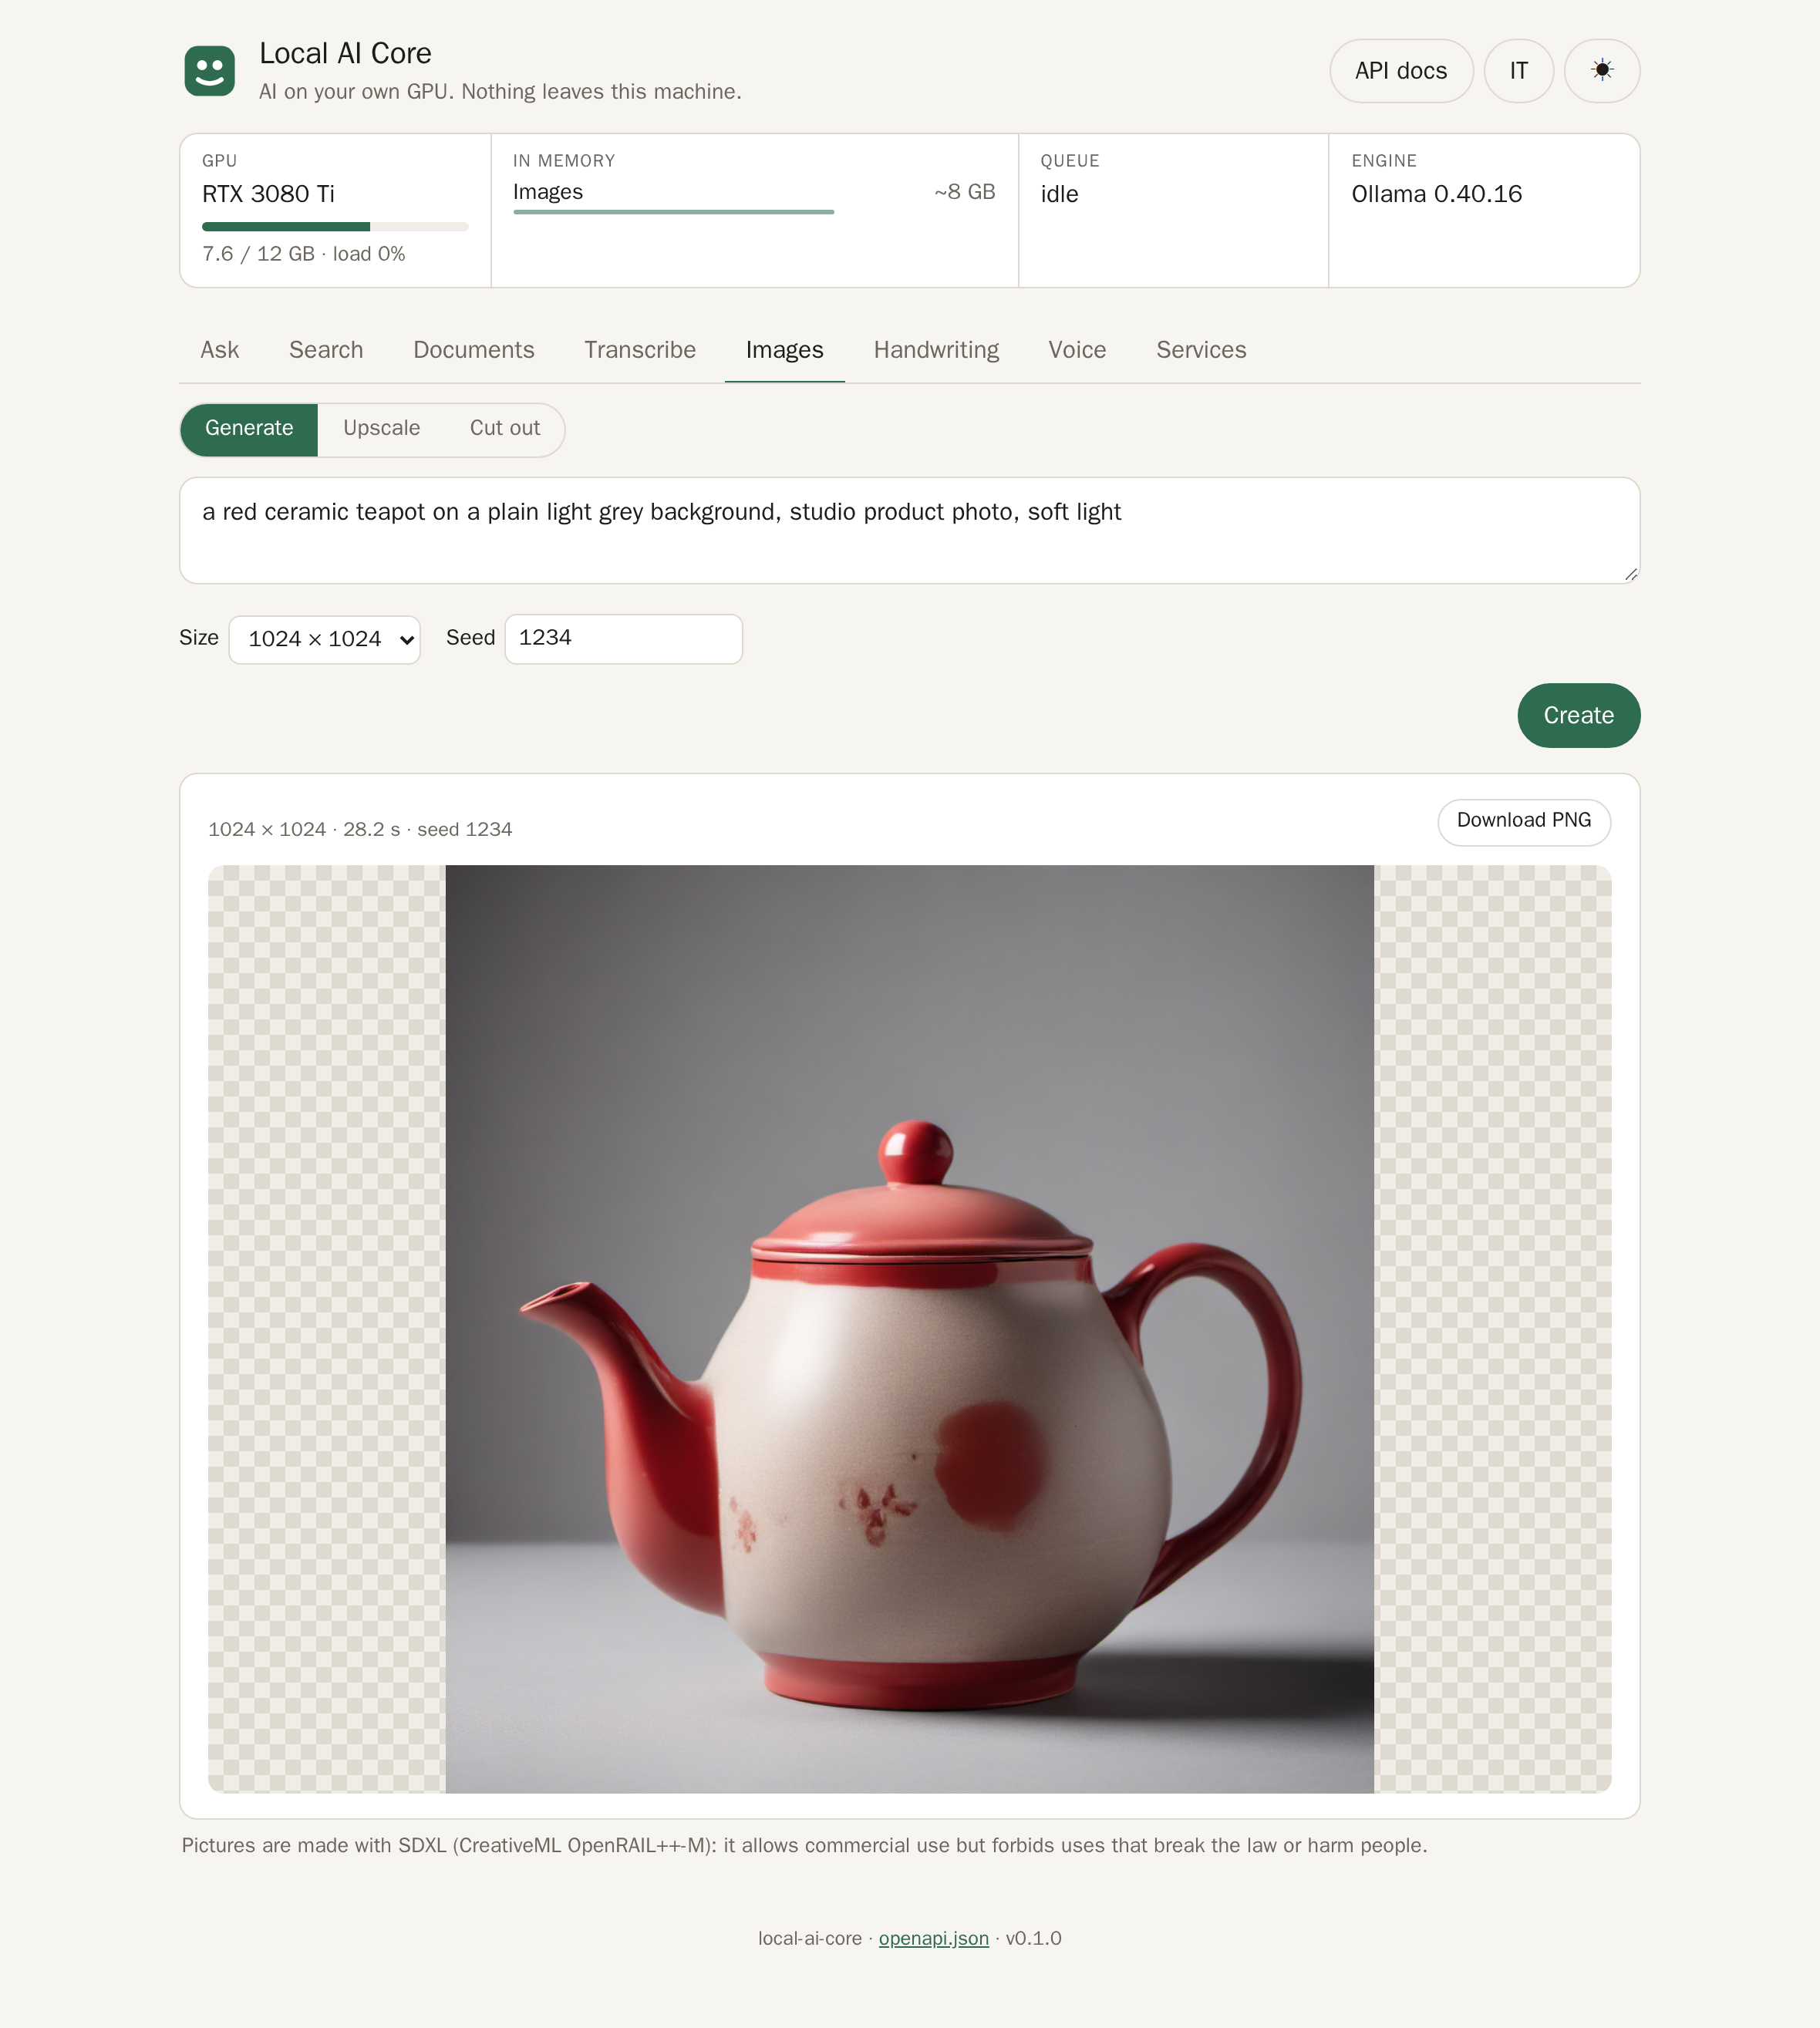 Local AI Core
AI on your own GPU. Nothing leaves this machine.
API docs
IT
GPU
RTX 3080 Ti
7.6 / 12 GB · load 0%
IN MEMORY
Images
~8 GB
QUEUE
idle
ENGINE
Ollama 0.40.16
Ask
Search
Documents
Transcribe
Images
Handwriting
Voice
Services
Generate
Upscale
Cut out
a red ceramic teapot on a plain light grey background, studio product photo, soft light
Size
1024 × 1024
Seed
1234
Create
1024 × 1024 · 28.2 s · seed 1234
Download PNG
Pictures are made with SDXL (CreativeML OpenRAIL++-M): it allows commercial use but forbids uses that break the law or harm people.
local-ai-core · openapi.json · v0.1.0